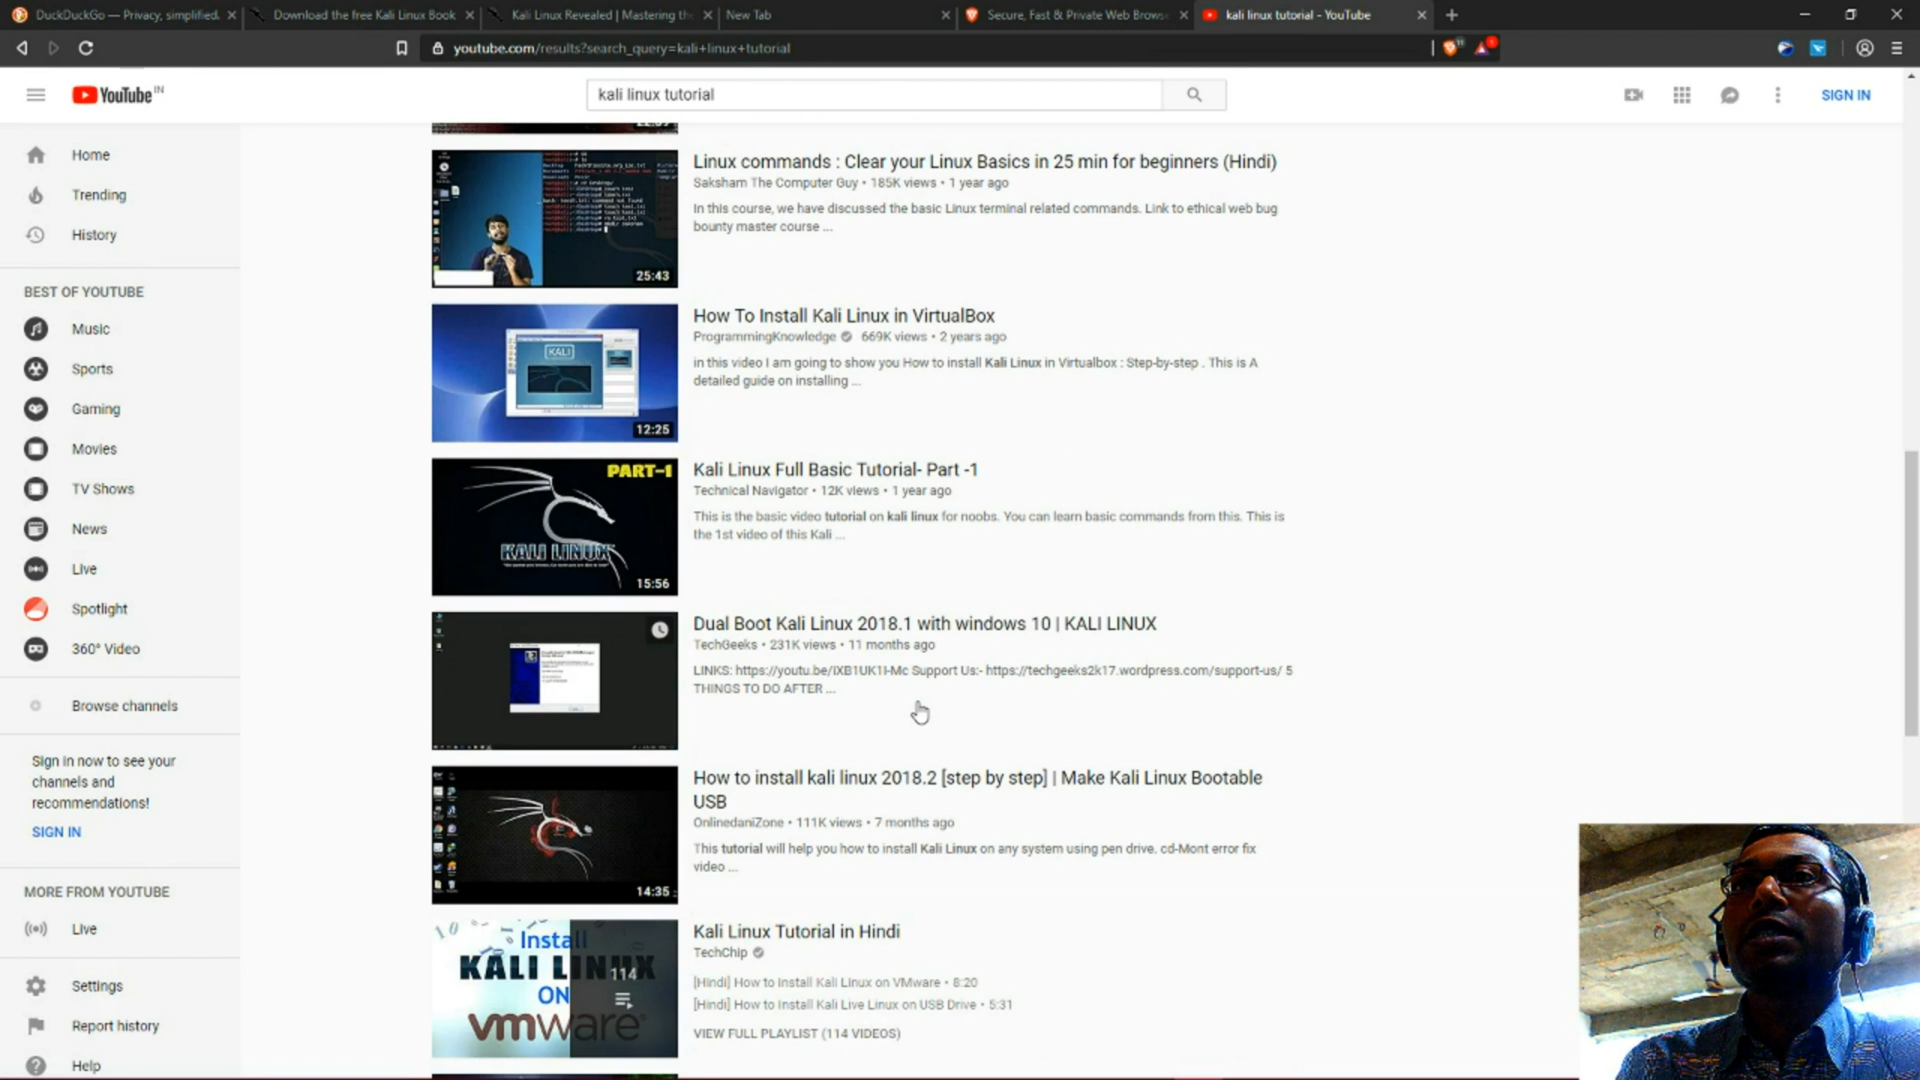 DuckDuckGo — Privacy, simplified.
Download the free Kali Linux Book
Kali Linux Revealed | Mastering the
New Tab
Secure, Fast & Private Web Brows
kali linux tutorial - YouTube
youtube.com/results?search_query=kali+linux+tutorial
YouTube IN
kali linux tutorial
SIGN IN
Home
Trending
History
BEST OF YOUTUBE
Music
Sports
Gaming
Movies
TV Shows
News
Live
Spotlight
360° Video
Browse channels
Sign in now to see your
channels and
recommendations!
SIGN IN
MORE FROM YOUTUBE
Live
Settings
Report history
Help
Linux commands : Clear your Linux Basics in 25 min for beginners (Hindi)
Saksham The Computer Guy • 185K views • 1 year ago
In this course, we have discussed the basic Linux terminal related commands. Link to ethical web bug
bounty master course ...
25:43
How To Install Kali Linux in VirtualBox
ProgrammingKnowledge 669K views • 2 years ago
in this video I am going to show you How to install Kali Linux in Virtualbox : Step-by-step . This is A
detailed guide on installing ...
KALI
12:25
Kali Linux Full Basic Tutorial- Part -1
Technical Navigator • 12K views • 1 year ago
This is the basic video tutorial on kali linux for noobs. You can learn basic commands from this. This is
the 1st video of this Kali ...
PART-1
KALI LINUX
15:56
Dual Boot Kali Linux 2018.1 with windows 10 | KALI LINUX
TechGeeks • 231K views • 11 months ago
LINKS: https://youtu.be/iXB1UK1I-Mc Support Us:- https://techgeeks2k17.wordpress.com/support-us/ 5
THINGS TO DO AFTER ...
How to install kali linux 2018.2 [step by step] | Make Kali Linux Bootable
USB
OnlinedaniZone • 111K views • 7 months ago
This tutorial will help you how to install Kali Linux on any system using pen drive. cd-Mont error fix
video ...
14:35
Kali Linux Tutorial in Hindi
TechChip
[Hindi] How to Install Kali Linux on VMware • 8:20
[Hindi] How to Install Kali Live Linux on USB Drive • 5:31
VIEW FULL PLAYLIST (114 VIDEOS)
Install
KALI LINUX
114
ON
vmware